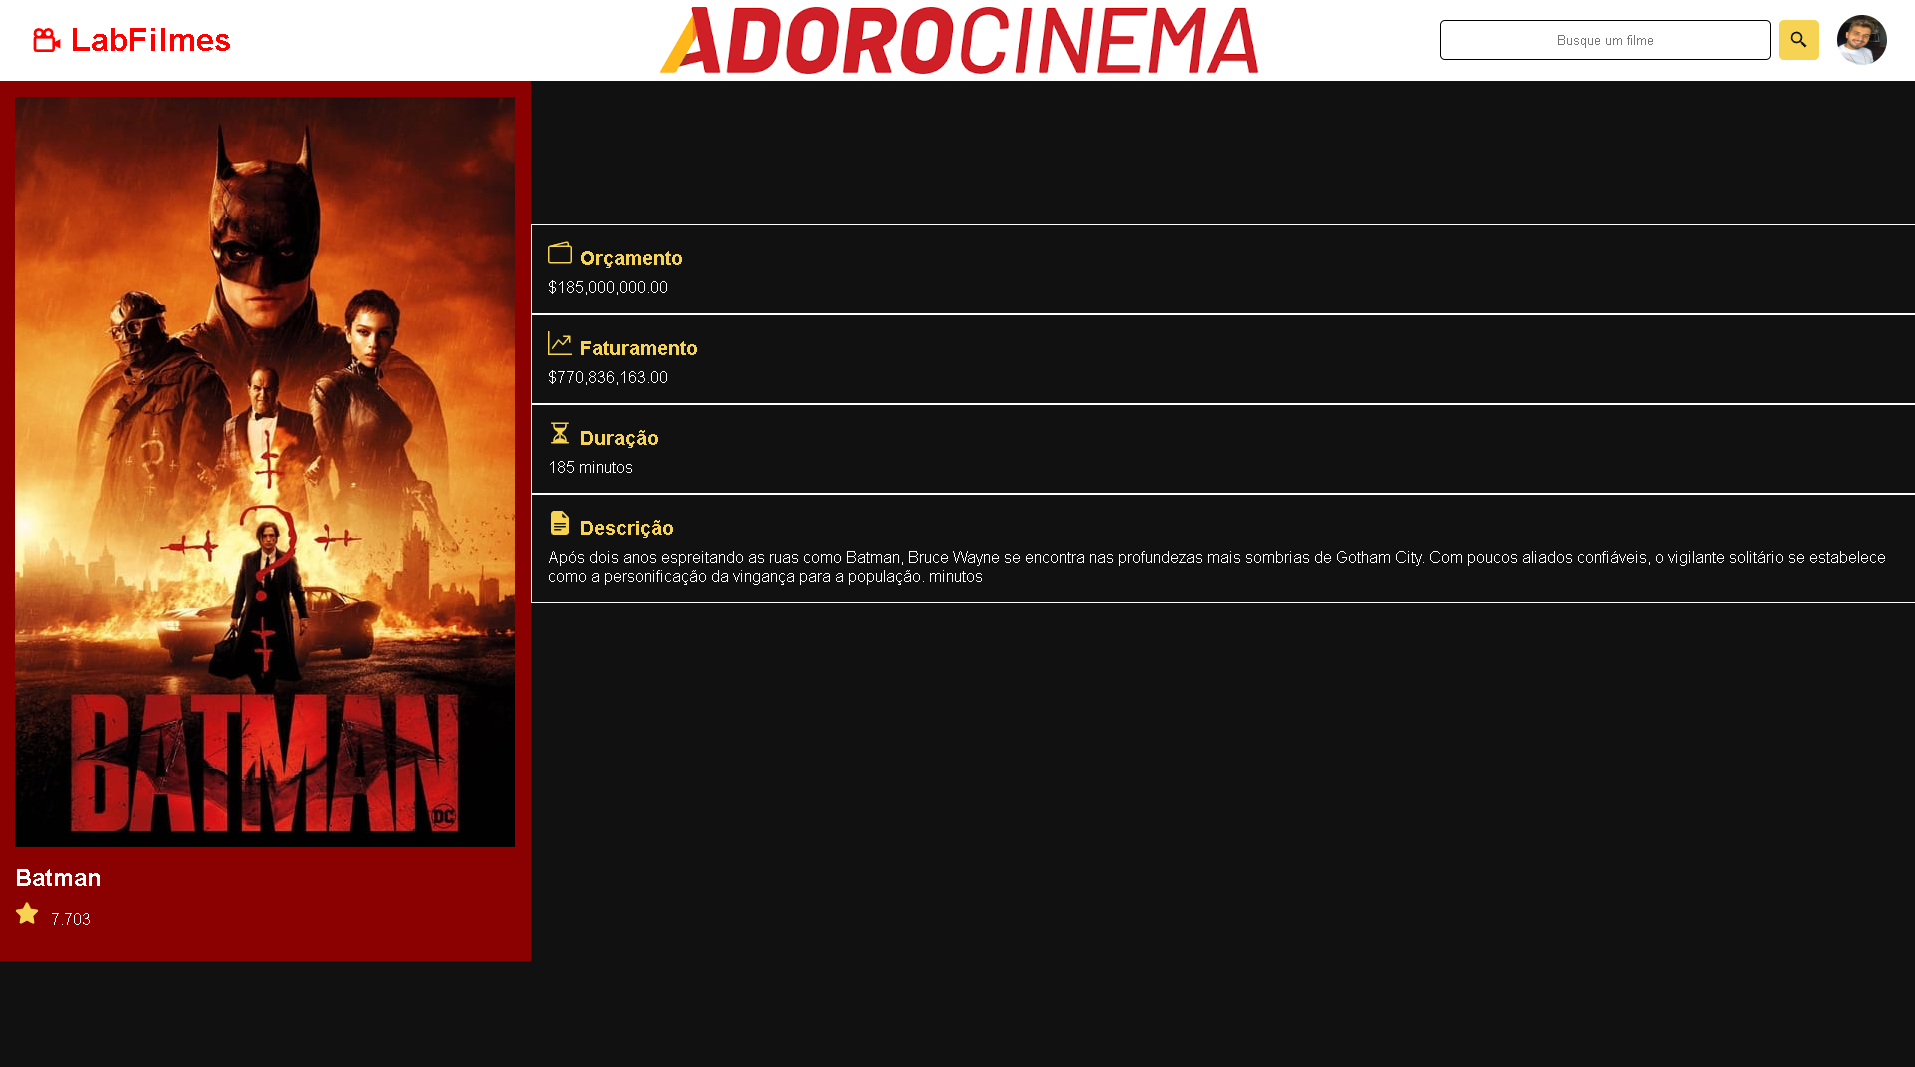 LabFilmes
ADOROCINEMA
Busque um filme
BATMAN
DC
Batman
7.703
Orçamento
$185,000,000.00
Faturamento
$770,836,163.00
Duração
185 minutos
Descrição
Após dois anos espreitando as ruas como Batman, Bruce Wayne se encontra nas profundezas mais sombrias de Gotham City. Com poucos aliados confiáveis, o vigilante solitário se estabelece
como a personificação da vingança para a população. minutos